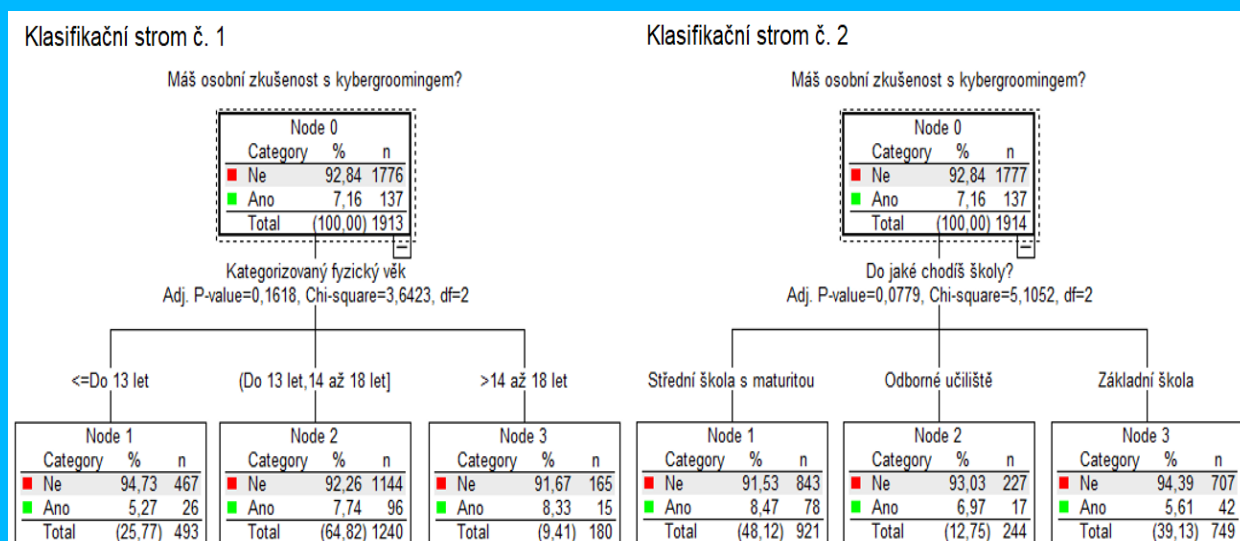 Klasifikační strom č. 1
Máš osobní zkušenost s kybergroomingem?
Node 0
Category % n
Ne 92,84 1776
Ano 7,16 137
Total (100,00) 1913
Kategorizovaný fyzický věk
Adj. P-value=0,1618, Chi-square=3,6423, df=2
<=Do 13 let
(Do 13 let,14 až 18 let]
>14 až 18 let
Node 1
Category % n
Ne 94,73 467
Ano 5,27 26
Total (25,77) 493
Node 2
Category % n
Ne 92,26 1144
Ano 7,74 96
Total (64,82) 1240
Node 3
Category % n
Ne 91,67 165
Ano 8,33 15
Total (9,41) 180
Klasifikační strom č. 2
Máš osobní zkušenost s kybergroomingem?
Node 0
Category % n
Ne 92,84 1777
Ano 7,16 137
Total (100,00) 1914
Do jaké chodíš školy?
Adj. P-value=0,0779, Chi-square=5,1052, df=2
Střední škola s maturitou
Odborné učiliště
Základní škola
Node 1
Category % n
Ne 91,53 843
Ano 8,47 78
Total (48,12) 921
Node 2
Category % n
Ne 93,03 227
Ano 6,97 17
Total (12,75) 244
Node 3
Category % n
Ne 94,39 707
Ano 5,61 42
Total (39,13) 749